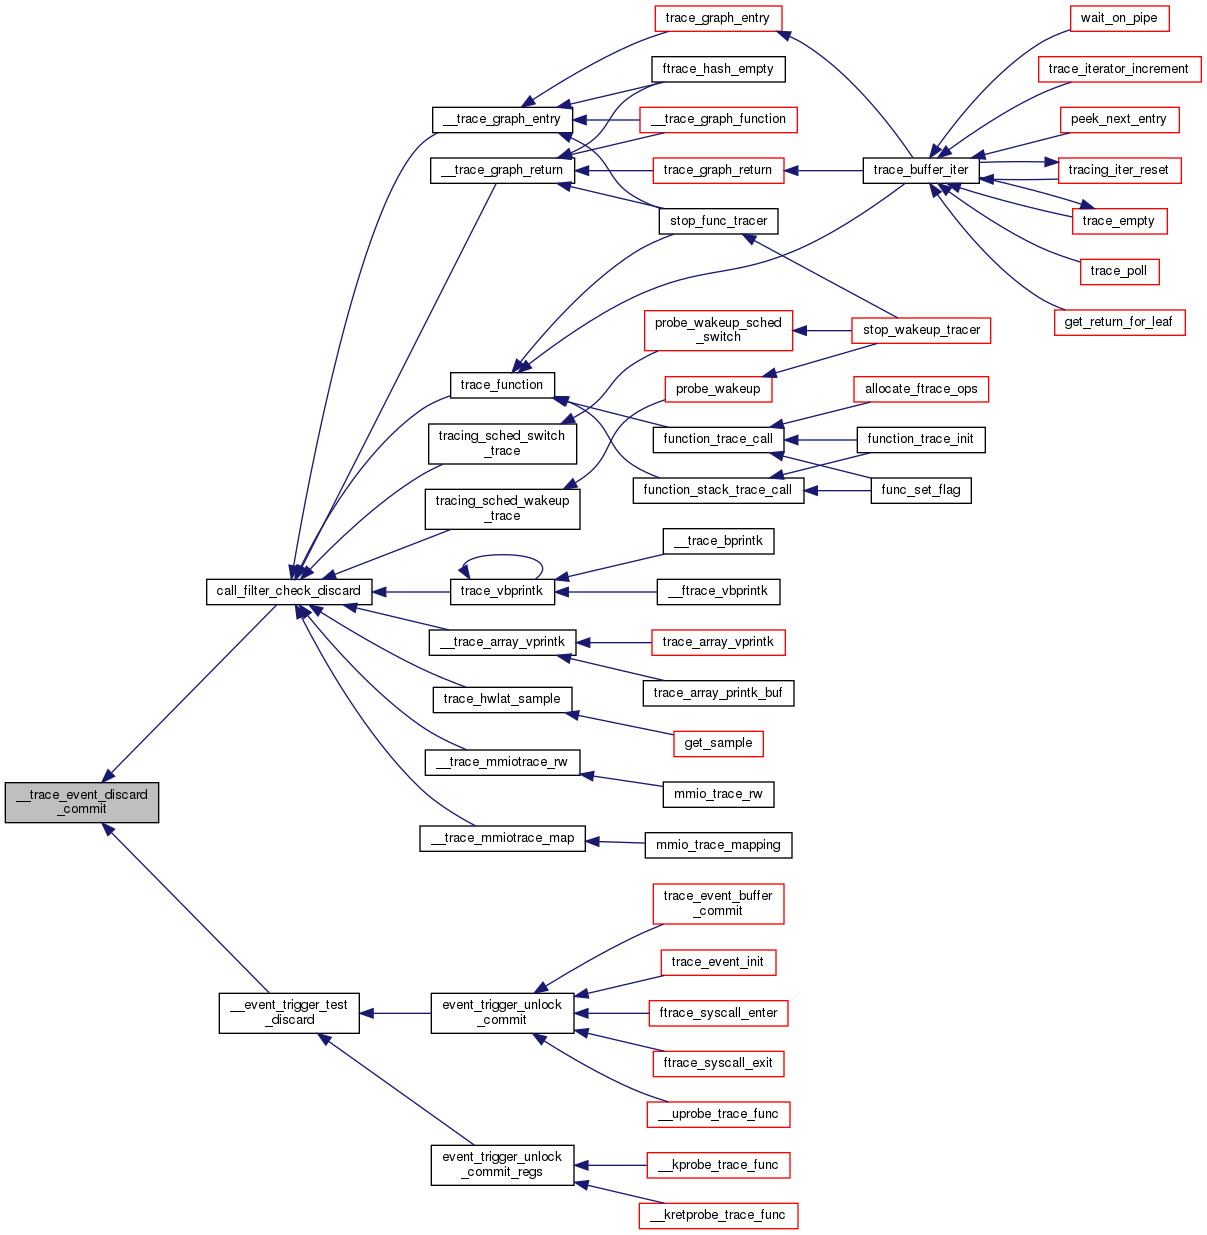 trace_graph_entry
wait_on_pipe
ftrace_hash_empty
trace_iterator_increment
__trace_graph_entry
__trace_graph_function
peek_next_entry
__trace_graph_return
trace_graph_return
trace_buffer_iter
tracing_iter_reset
stop_func_tracer
trace_empty
trace_poll
probe_wakeup_sched
_switch
stop_wakeup_tracer
get_return_for_leaf
trace_function
probe_wakeup
allocate_ftrace_ops
tracing_sched_switch
_trace
function_trace_call
function_trace_init
tracing_sched_wakeup
_trace
function_stack_trace_call
func_set_flag
__trace_bprintk
call_filter_check_discard
trace_vbprintk
__ftrace_vbprintk
__trace_array_vprintk
trace_array_vprintk
trace_array_printk_buf
trace_hwlat_sample
get_sample
__trace_mmiotrace_rw
mmio_trace_rw
__trace_event_discard
_commit
__trace_mmiotrace_map
mmio_trace_mapping
trace_event_buffer
_commit
trace_event_init
__event_trigger_test
_discard
event_trigger_unlock
_commit
ftrace_syscall_enter
ftrace_syscall_exit
__uprobe_trace_func
event_trigger_unlock
_commit_regs
__kprobe_trace_func
__kretprobe_trace_func